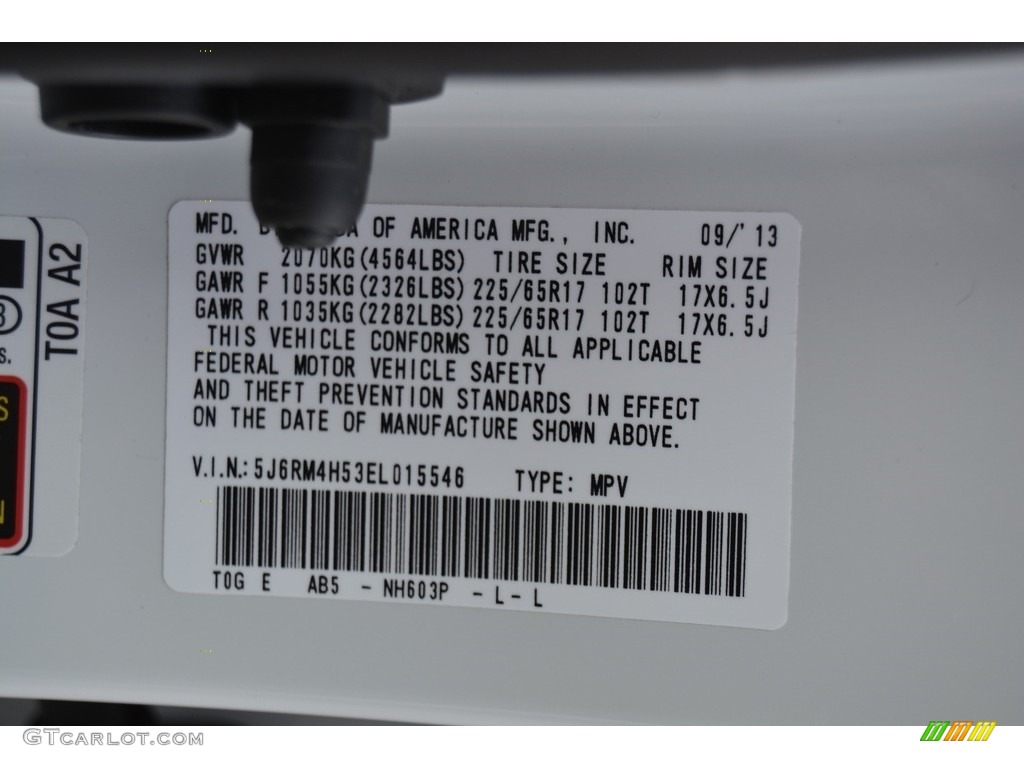 MFD. B DA OF AMERICA MFG., INC. 09/'13
GVWR 2070KG(4564LBS) TIRE SIZE RIM SIZE
GAWR F 1055KG(2326LBS) 225/65R17 102T 17X6.5J
GAWR R 1035KG(2282LBS) 225/65R17 102T 17X6.5J
THIS VEHICLE CONFORMS TO ALL APPLICABLE
FEDERAL MOTOR VEHICLE SAFETY
AND THEFT PREVENTION STANDARDS IN EFFECT
ON THE DATE OF MANUFACTURE SHOWN ABOVE.
V.I.N.: 5J6RM4H53EL015546 TYPE: MPV
T0G E AB5 - NH603P - L - L
T0A A2
3
S.
S
N
GTCARLOT.COM